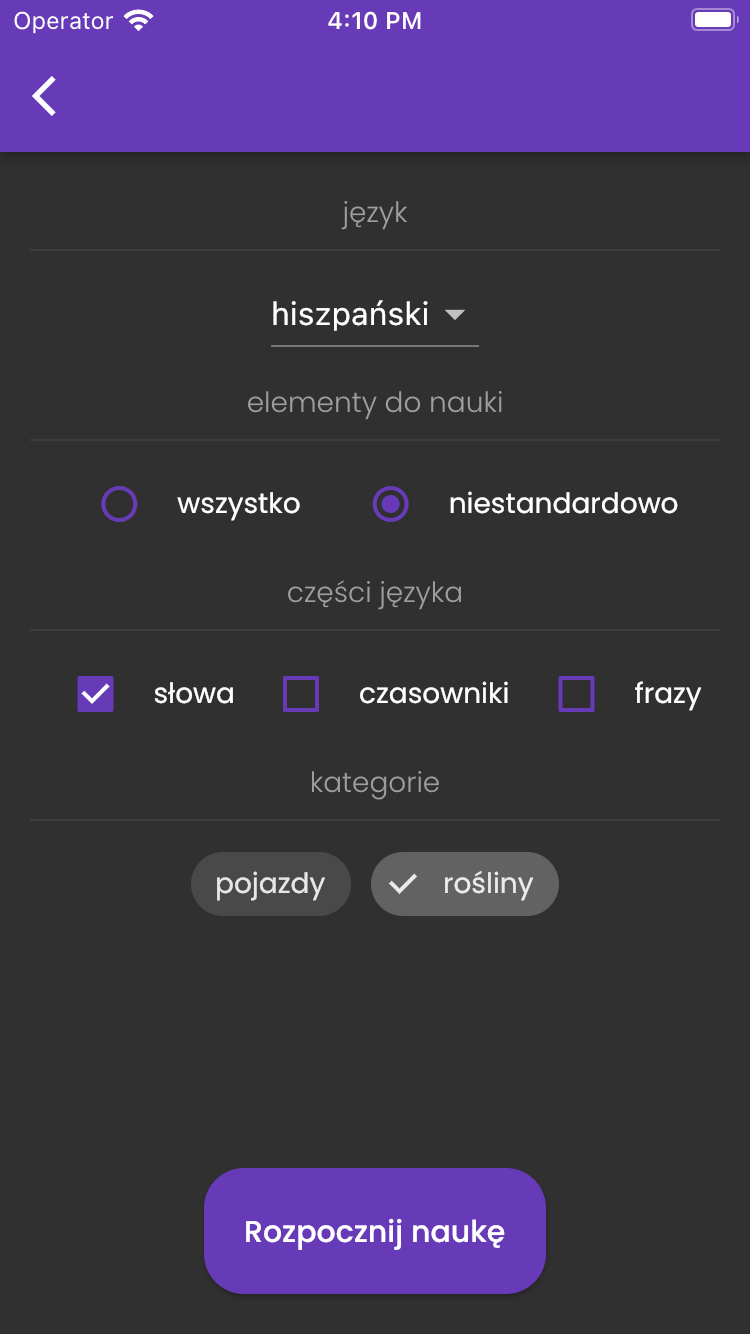 Operator 4:10 PM
język
hiszpański
elementy do nauki
wszystko niestandardowo
części języka
słowa czasowniki frazy
kategorie
pojazdy rośliny
Rozpocznij naukę